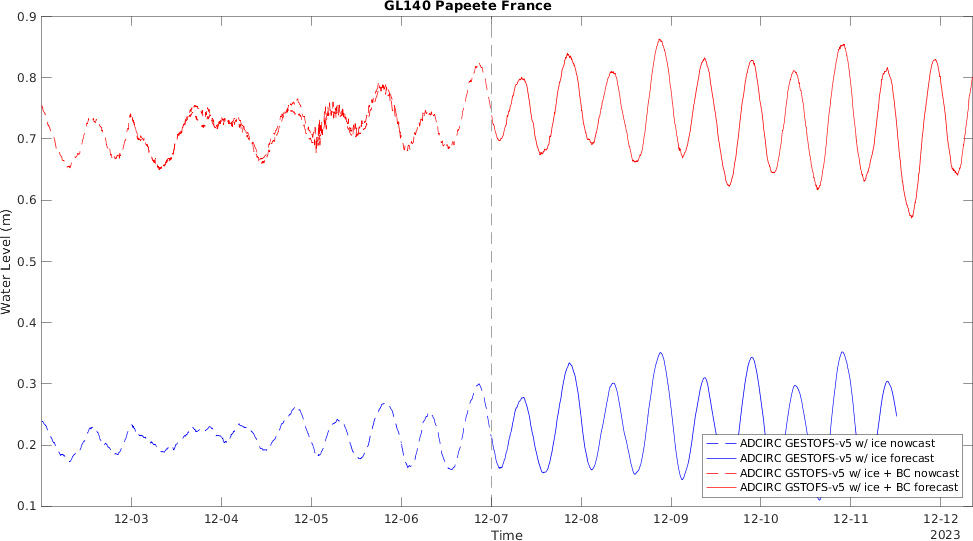 GL140 Papeete France
0.9
0.8
0.7
0.6
0.5
0.4
0.3
0.2
0.1
Water Level (m)
ADCIRC GESTOFS-v5 w/ ice nowcast
ADCIRC GESTOFS-v5 w/ ice forecast
ADCIRC GSTOFS-v5 w/ ice + BC nowcast
ADCIRC GSTOFS-v5 w/ ice + BC forecast
12-03 12-04 12-05 12-06 12-07 12-08 12-09 12-10 12-11 12-12
Time
2023